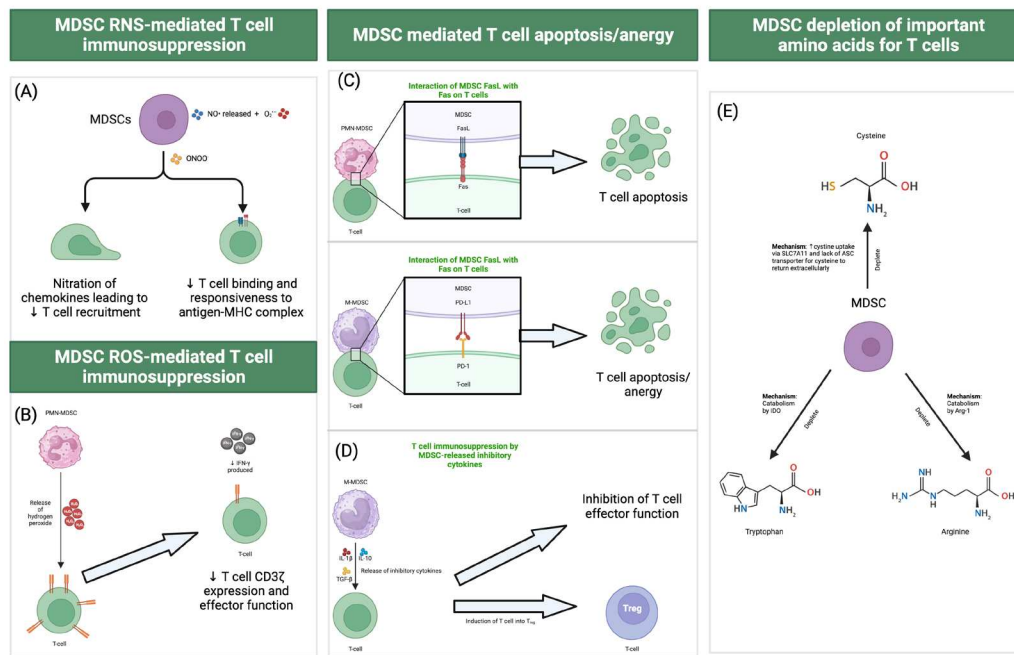 MDSC RNS-mediated T cell
immunosuppression
(A)
MDSCs
NO• released + O₂•-
ONOO
Nitration of
chemokines leading to
↓ T cell recruitment
↓ T cell binding and
responsiveness to
antigen-MHC complex
MDSC ROS-mediated T cell
immunosuppression
(B)
PMN-MDSC
Release of
hydrogen
peroxide
H₂O₂
T-cell
IFN-γ
↓ IFN-γ
produced
T-cell
↓ T cell CD3ζ
expression and
effector function
MDSC mediated T cell apoptosis/anergy
(C)
Interaction of MDSC FasL with
Fas on T cells
PMN-MDSC
T-cell
MDSC
FasL
Fas
T-cell
T cell apoptosis
Interaction of MDSC FasL with
Fas on T cells
M-MDSC
T-cell
MDSC
PD-L1
PD-1
T-cell
T cell apoptosis/
anergy
(D)
T cell immunosuppression by
MDSC-released inhibitory
cytokines
M-MDSC
IL-1β
IL-10
TGF-β
Release of inhibitory cytokines
T-cell
Inhibition of T cell
effector function
Induction of T cell into Treg
Treg
T-cell
MDSC depletion of important
amino acids for T cells
(E)
Cysteine
O
HS
OH
NH₂
Mechanism: ↑cystine uptake
via SLC7A11 and lack of ASC
transporter for cysteine to
return extracellularly
Deplete
MDSC
Mechanism:
Catabolism
by IDO
Deplete
Mechanism:
Catabolism
by Arg-1
Deplete
O
OH
NH₂
HN
Tryptophan
NH
O
H₂N
N
H
OH
NH₂
Arginine